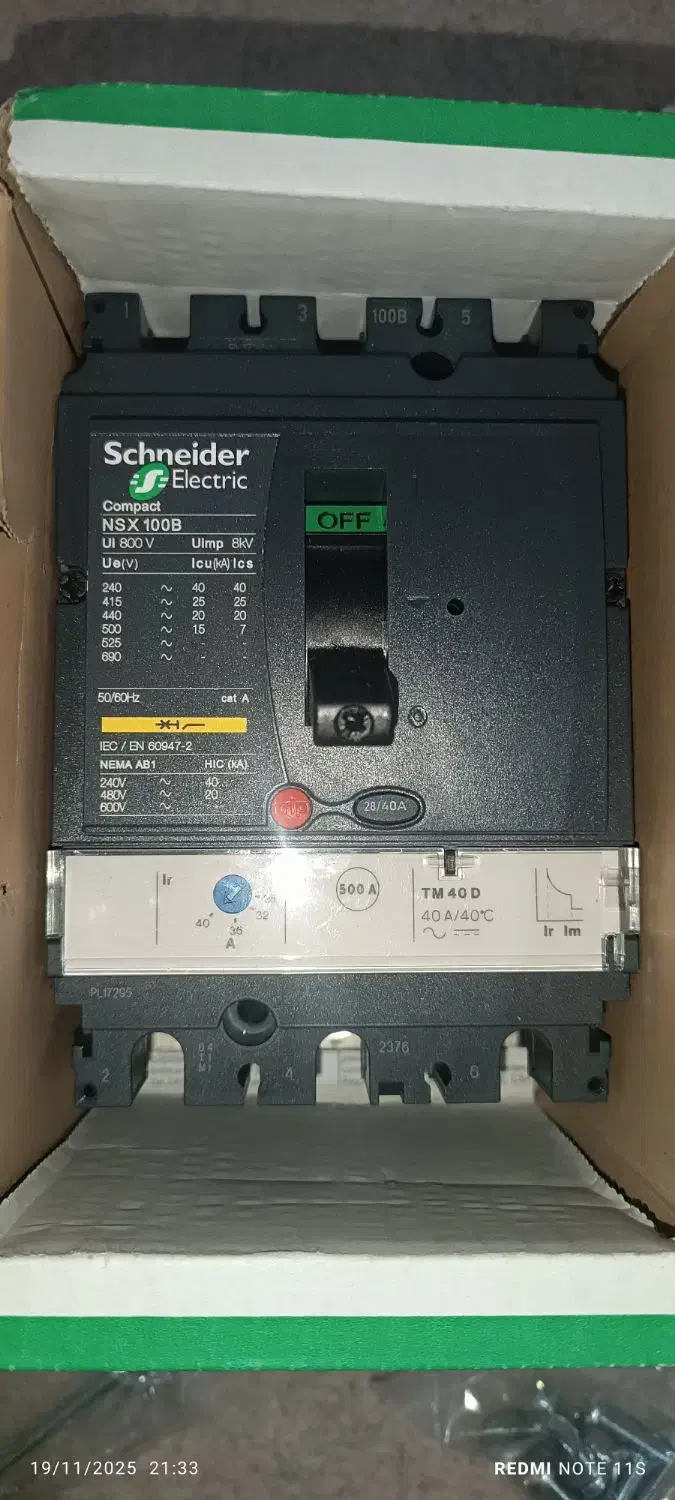 1
3
100B
5
Schneider
Electric
Compact
NSX 100B
Ui 800 V Uimp 8kV
Ue(V) Icu(kA) Ics
240 ~ 40 40
415 ~ 25 25
440 ~ 20 20
500 ~ 15 7
525 ~ - -
690 ~ - -
50/60Hz cat A
IEC / EN 60947-2
NEMA AB1 HIC (kA)
240V ~ 40
480V ~ 20
600V ~
OFF
28/40A
Ir
40
36
32
A
500 A
TM 40 D
40 A/40°C
Ir Im
PL17295
2
4
2376
6
19/11/2025 21:33
REDMI NOTE 11S